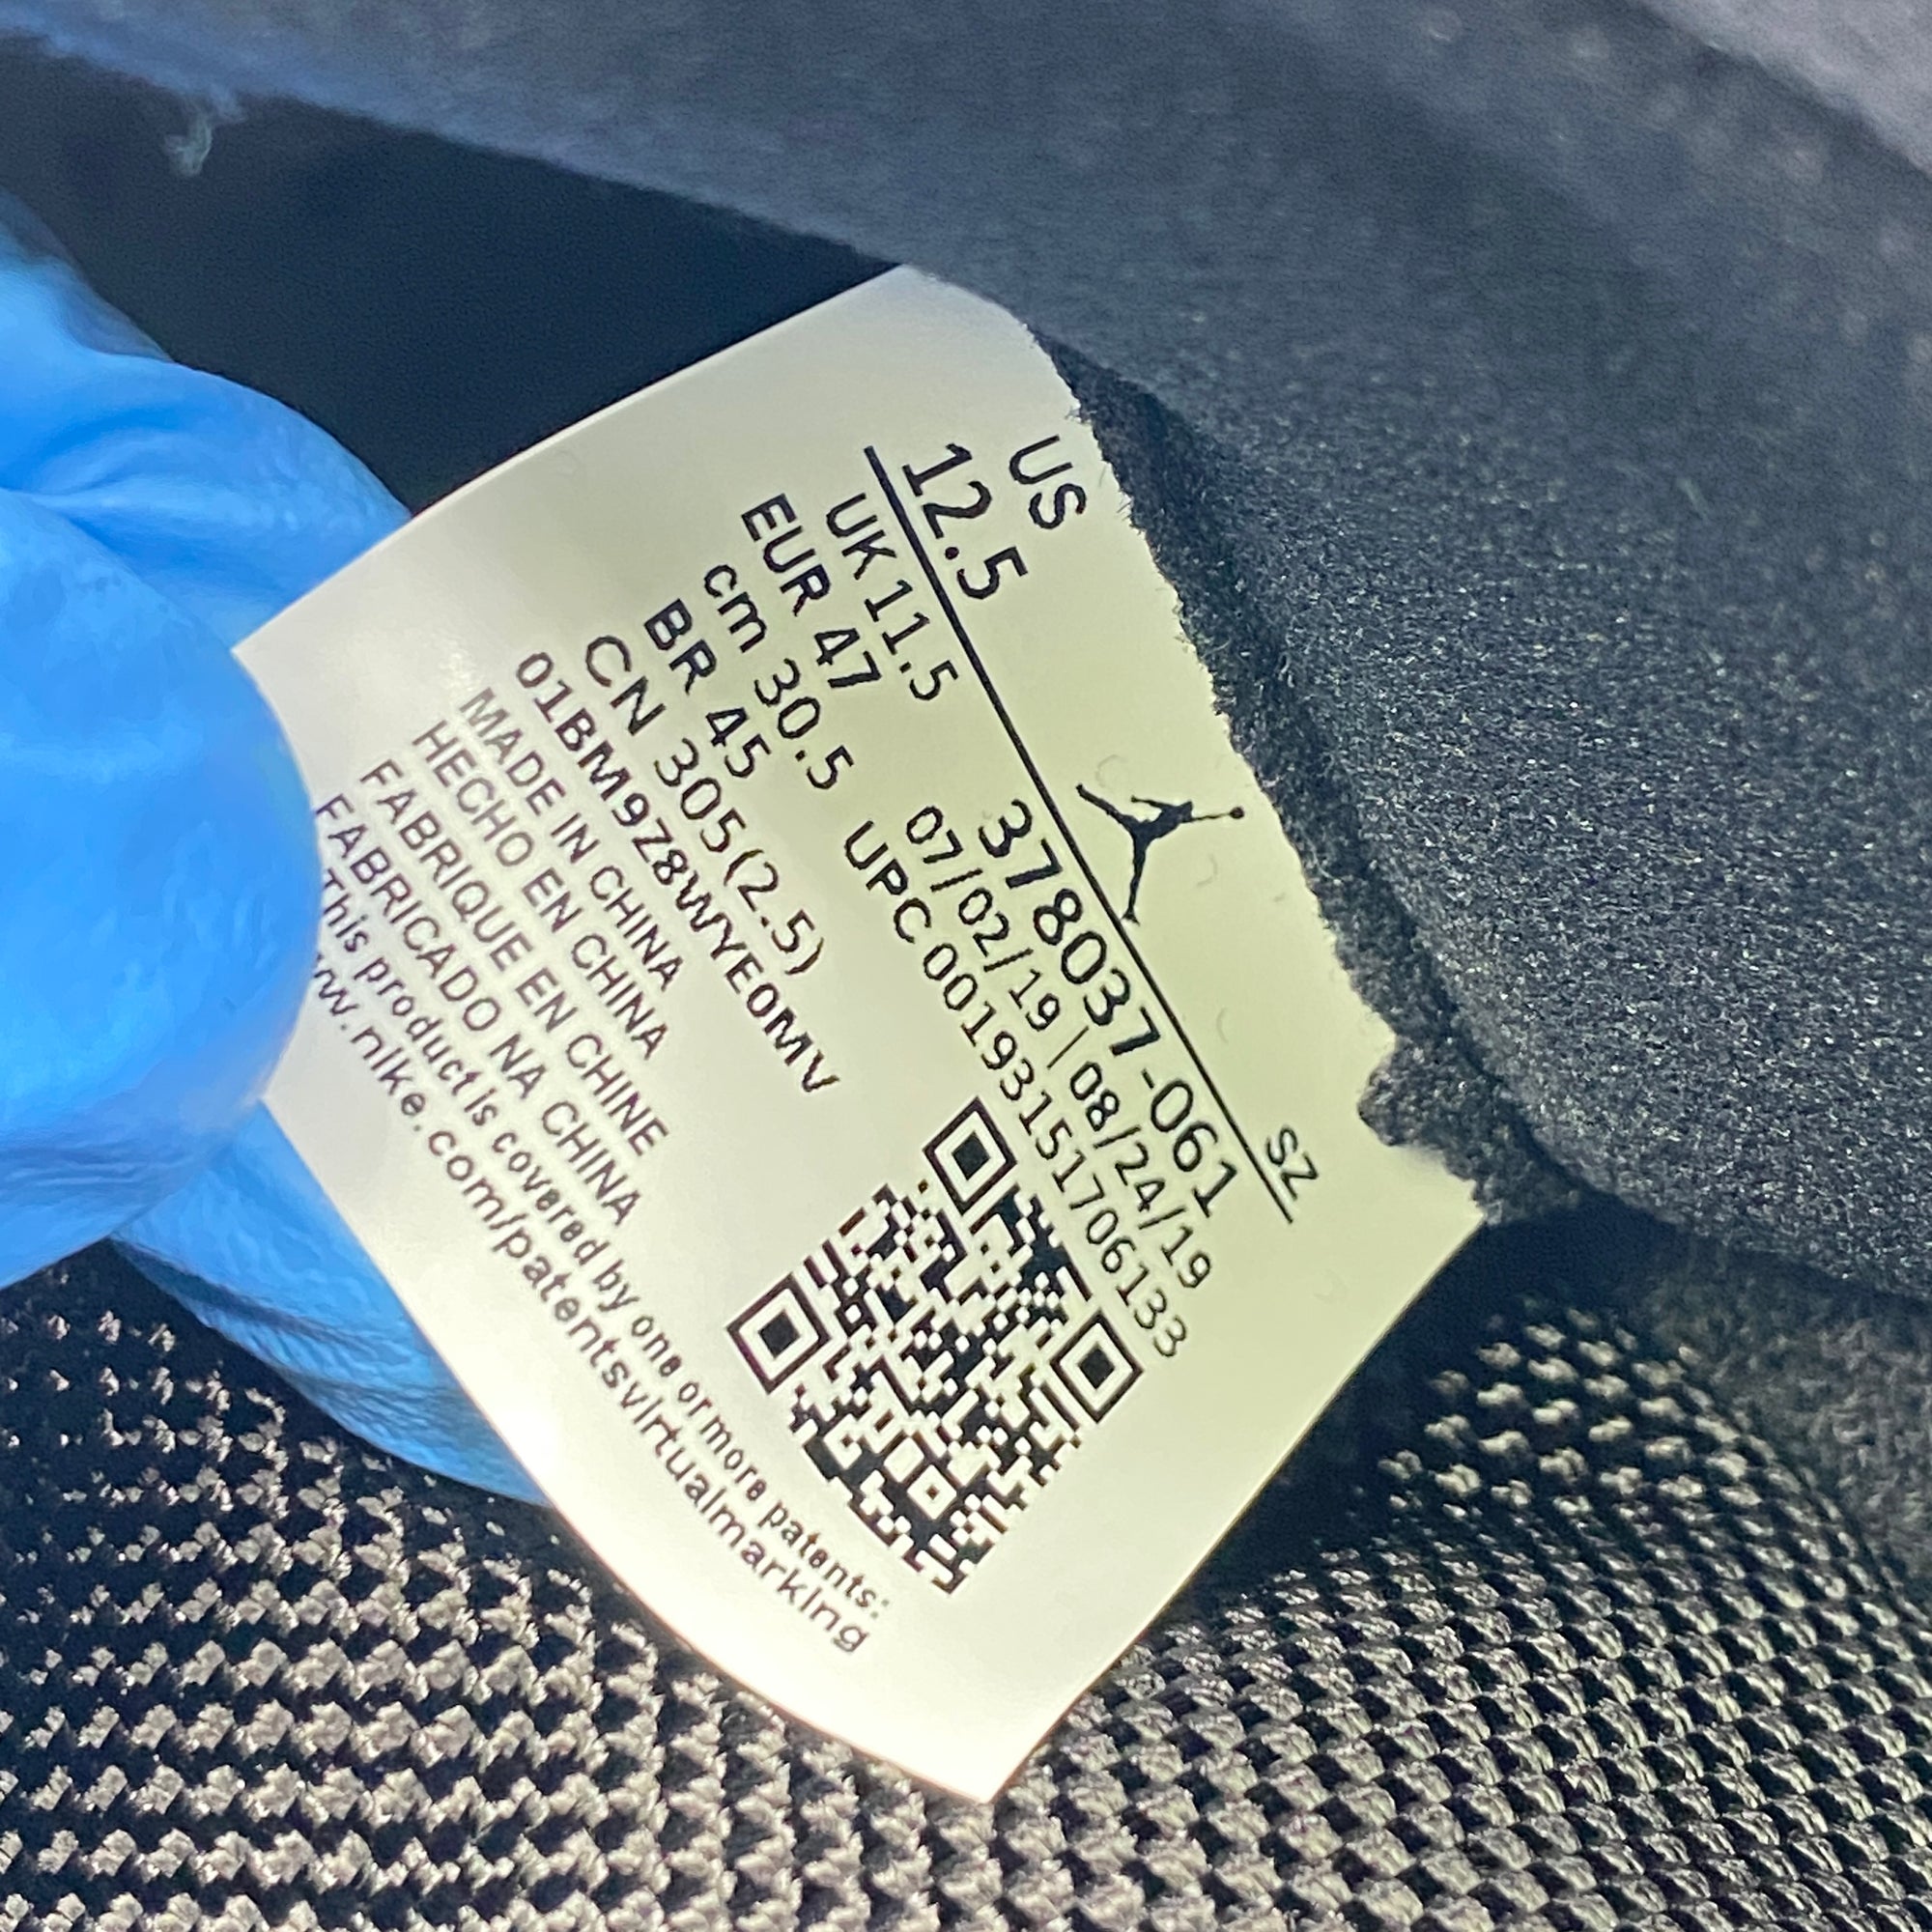 US
12.5
SZ
UK 11.5
EUR 47
cm 30.5
BR 45
CN 305(2.5)
01BM9Z8WYE0MV
378037-061
07/02/19 | 08/24/19
UPC 00193151706133
MADE IN CHINA
HECHO EN CHINA
FABRIQUE EN CHINE
FABRICADO NA CHINA
This product is covered by one or more patents:
ww.nike.com/patentsvirtualmarking